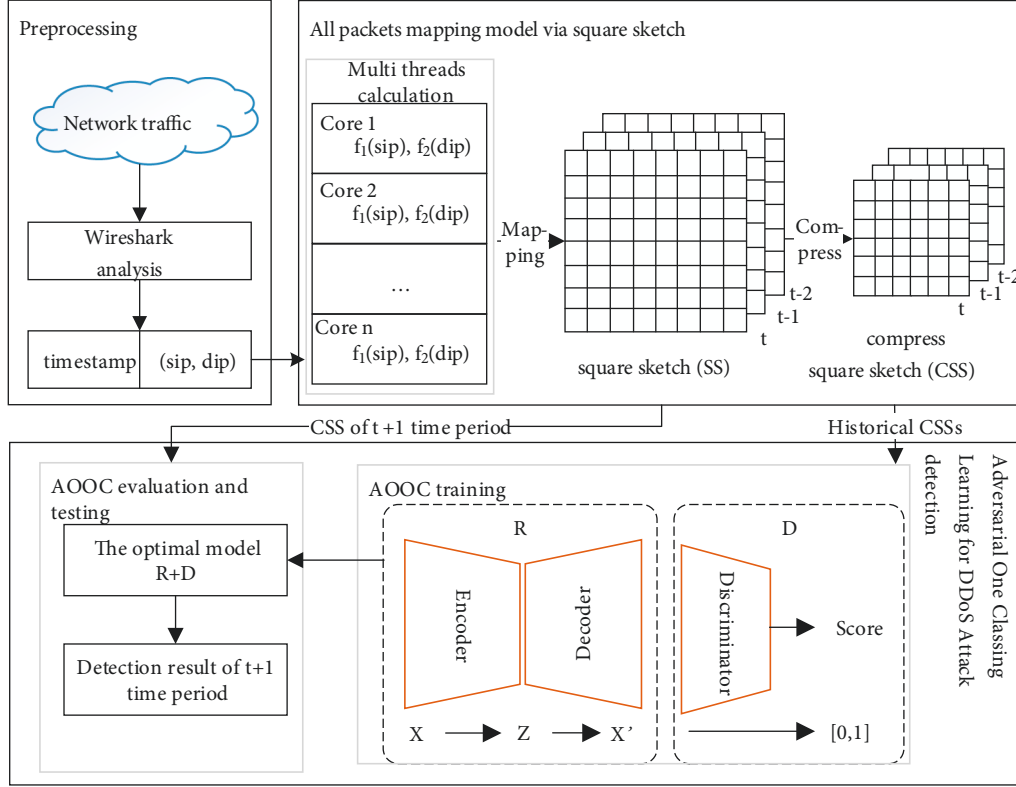 Preprocessing
Network traffic
Wireshark
analysis
timestamp
(sip, dip)
All packets mapping model via square sketch
Multi threads
calculation
Core 1
f₁(sip), f₂(dip)
Core 2
f₁(sip), f₂(dip)
...
Core n
f₁(sip), f₂(dip)
Map-
ping
t-2
t-1
t
square sketch (SS)
Com-
press
t-2
t-1
t
compress
square sketch (CSS)
CSS of t +1 time period
Historical CSSs
AOOC evaluation and
testing
The optimal model
R+D
Detection result of t+1
time period
AOOC training
R
Encoder
Decoder
X
Z
X’
D
Discriminator
Score
[0,1]
Adversarial One Classing
Learning for DDoS Attack
detection